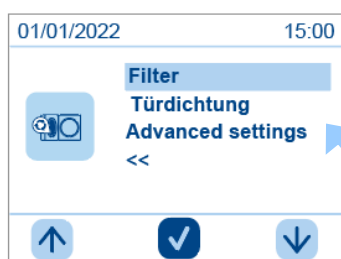 01/01/2022 15:00
Filter
Türdichtung
Advanced settings
<<